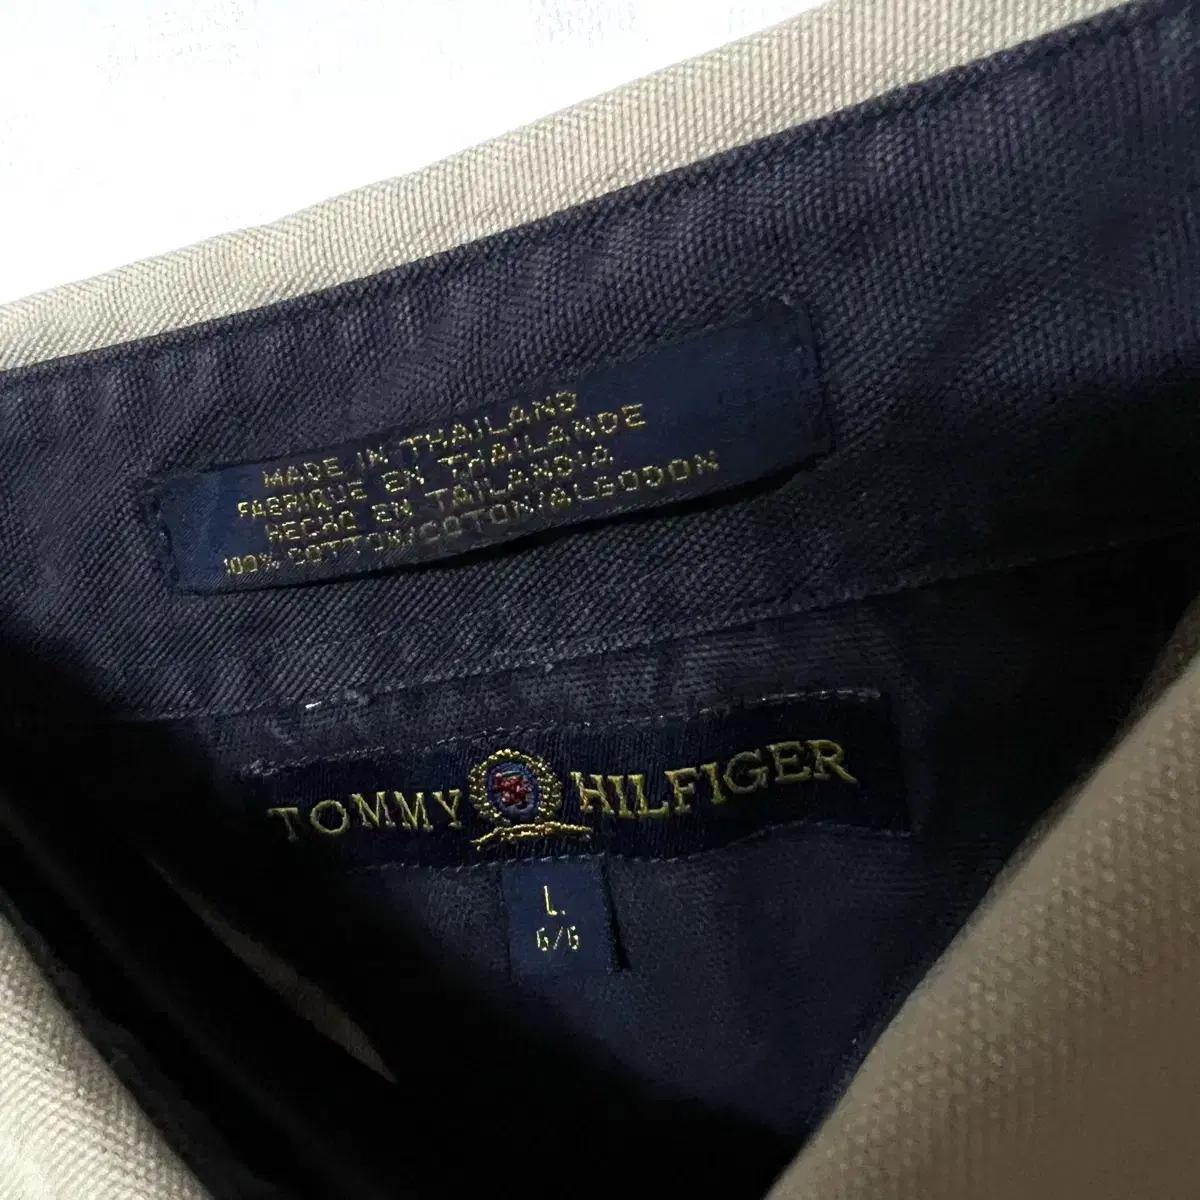 MADE IN THAILAND
FABRIQUE EN THAILANDE
HECHO EN TAILANDIA
100% COTTON/COTON/ALGODON
TOMMY HILFIGER
L
G/G